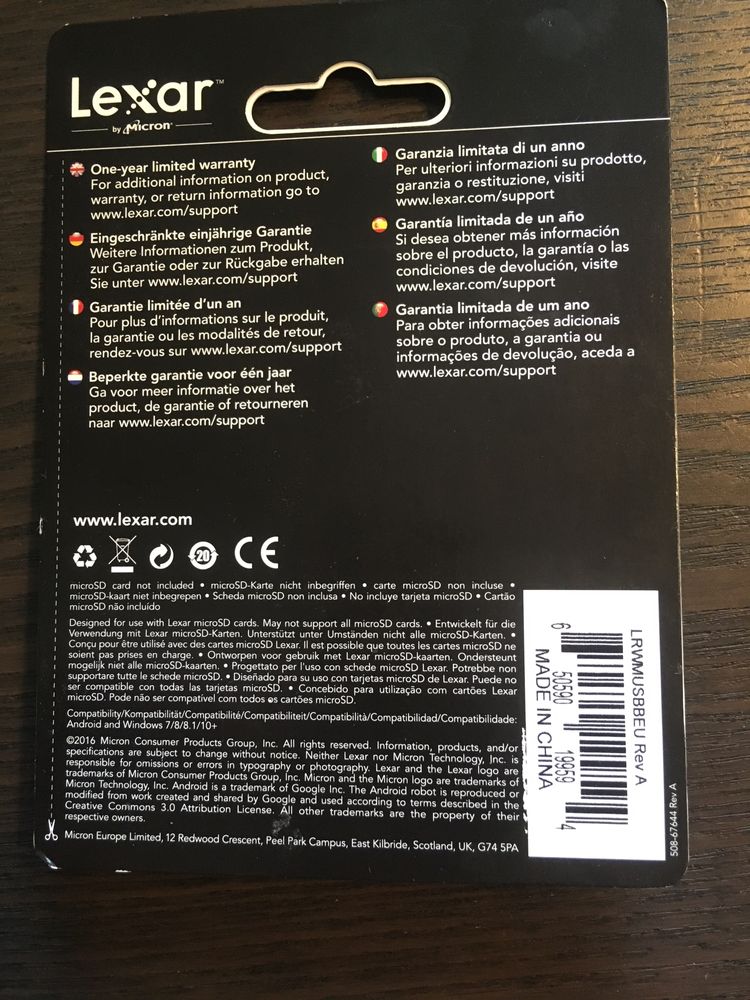 Lexar™
by Micron®
One-year limited warranty
For additional information on product,
warranty, or return information go to
www.lexar.com/support
Eingeschränkte einjährige Garantie
Weitere Informationen zum Produkt,
zur Garantie oder zur Rückgabe erhalten
Sie unter www.lexar.com/support
Garantie limitée d'un an
Pour plus d'informations sur le produit,
la garantie ou les modalités de retour,
rendez-vous sur www.lexar.com/support
Beperkte garantie voor één jaar
Ga voor meer informatie over het
product, de garantie of retourneren
naar www.lexar.com/support
Garanzia limitata di un anno
Per ulteriori informazioni su prodotto,
garanzia o restituzione, visiti
www.lexar.com/support
Garantía limitada de un año
Si desea obtener más información
sobre el producto, la garantía o las
condiciones de devolución, visite
www.lexar.com/support
Garantia limitada de um ano
Para obter informações adicionais
sobre o produto, a garantia ou
informações de devolução, aceda a
www.lexar.com/support
www.lexar.com
20
CE
microSD card not included • microSD-Karte nicht inbegriffen • carte microSD non incluse •
microSD-kaart niet inbegrepen • Scheda microSD non inclusa • No incluye tarjeta microSD • Cartão
microSD não incluído
Designed for use with Lexar microSD cards. May not support all microSD cards. • Entwickelt für die
Verwendung mit Lexar microSD-Karten. Unterstützt unter Umständen nicht alle microSD-Karten. •
Conçu pour être utilisé avec des cartes microSD Lexar. Il est possible que toutes les cartes microSD ne
soient pas prises en charge. • Ontworpen voor gebruik met Lexar microSD-kaarten. Ondersteunt
mogelijk niet alle microSD-kaarten. • Progettato per l'uso con schede microSD Lexar. Potrebbe non
supportare tutte le schede microSD. • Diseñado para su uso con tarjetas microSD de Lexar. Puede no
ser compatible con todas las tarjetas microSD. • Concebido para utilização com cartões Lexar
microSD. Pode não ser compatível com todos os cartões microSD.
Compatibility/Kompatibilität/Compatibilité/Compatibiliteit/Compatibilità/Compatibilidad/Compatibilidade:
Android and Windows 7/8/8.1/10+
©2016 Micron Consumer Products Group, Inc. All rights reserved. Information, products, and/or
specifications are subject to change without notice. Neither Lexar nor Micron Technology, Inc. is
responsible for omissions or errors in typography or photography. Lexar and the Lexar logo are
trademarks of Micron Consumer Products Group, Inc. Micron and the Micron logo are trademarks of
Micron Technology, Inc. Android is a trademark of Google Inc. The Android robot is reproduced or
modified from work created and shared by Google and used according to terms described in the
Creative Commons 3.0 Attribution License. All other trademarks are the property of their
respective owners.
Micron Europe Limited, 12 Redwood Crescent, Peel Park Campus, East Kilbride, Scotland, UK, G74 5PA
LRWMUSBBEU Rev A
6 50590 19959 4
MADE IN CHINA
508-67644 Rev A